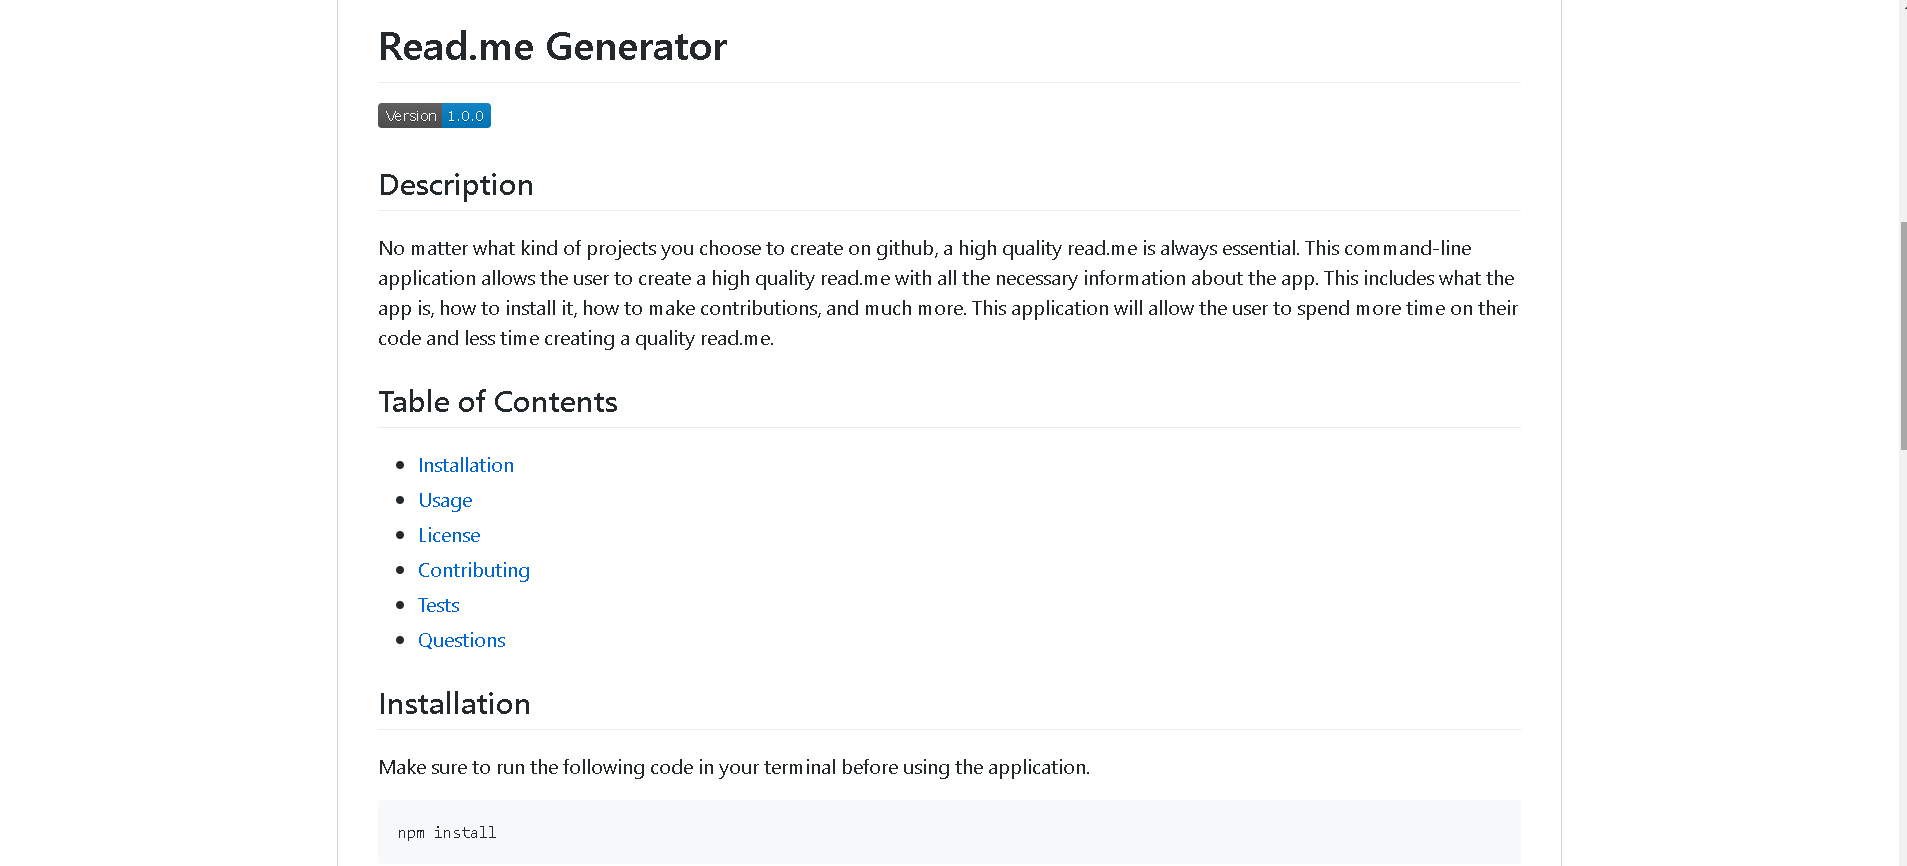 Read.me Generator
Version 1.0.0
Description
No matter what kind of projects you choose to create on github, a high quality read.me is always essential. This command-line
application allows the user to create a high quality read.me with all the necessary information about the app. This includes what the
app is, how to install it, how to make contributions, and much more. This application will allow the user to spend more time on their
code and less time creating a quality read.me.
Table of Contents
Installation
Usage
License
Contributing
Tests
Questions
Installation
Make sure to run the following code in your terminal before using the application.
npm install